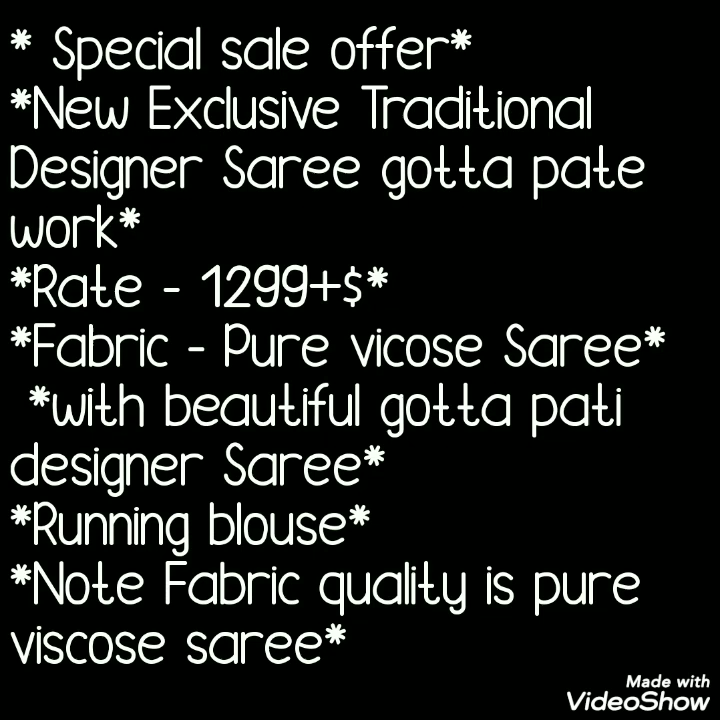 * Special sale offer*
*New Exclusive Traditional
Designer Saree gotta pate
work*
*Rate - 1299+$*
*Fabric - Pure vicose Saree*
*with beautiful gotta pati
designer Saree*
*Running blouse*
*Note Fabric quality is pure
viscose saree*
Made with
VideoShow